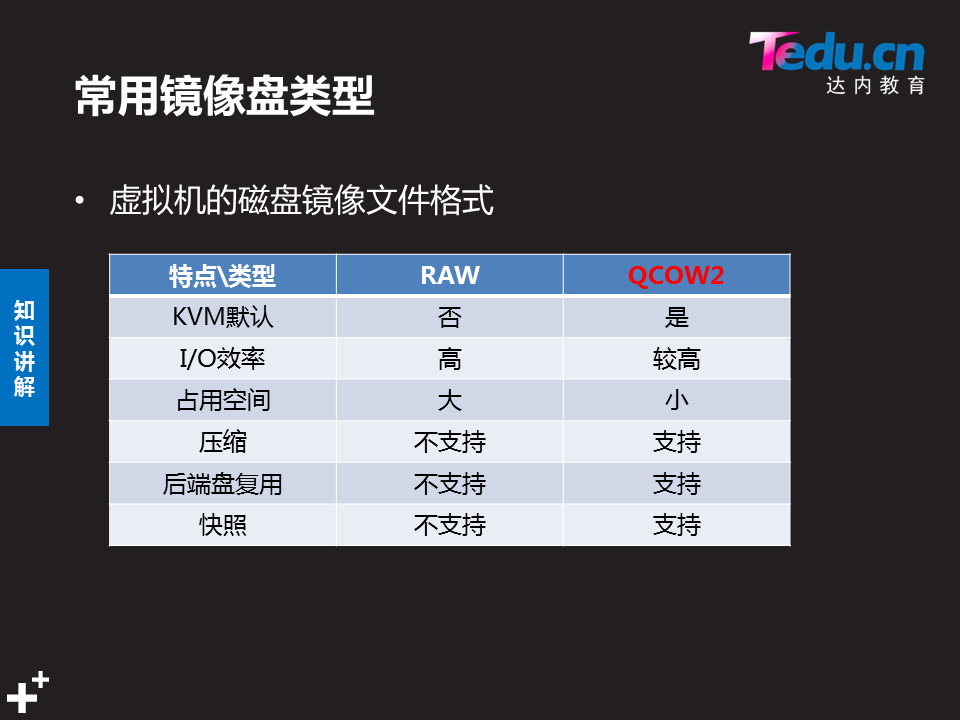 Tedu.cn
达内教育
常用镜像盘类型
• 虚拟机的磁盘镜像文件格式
特点\类型 RAW QCOW2
KVM默认 否 是
I/O效率 高 较高
占用空间 大 小
压缩 不支持 支持
后端盘复用 不支持 支持
快照 不支持 支持
知
识
讲
解